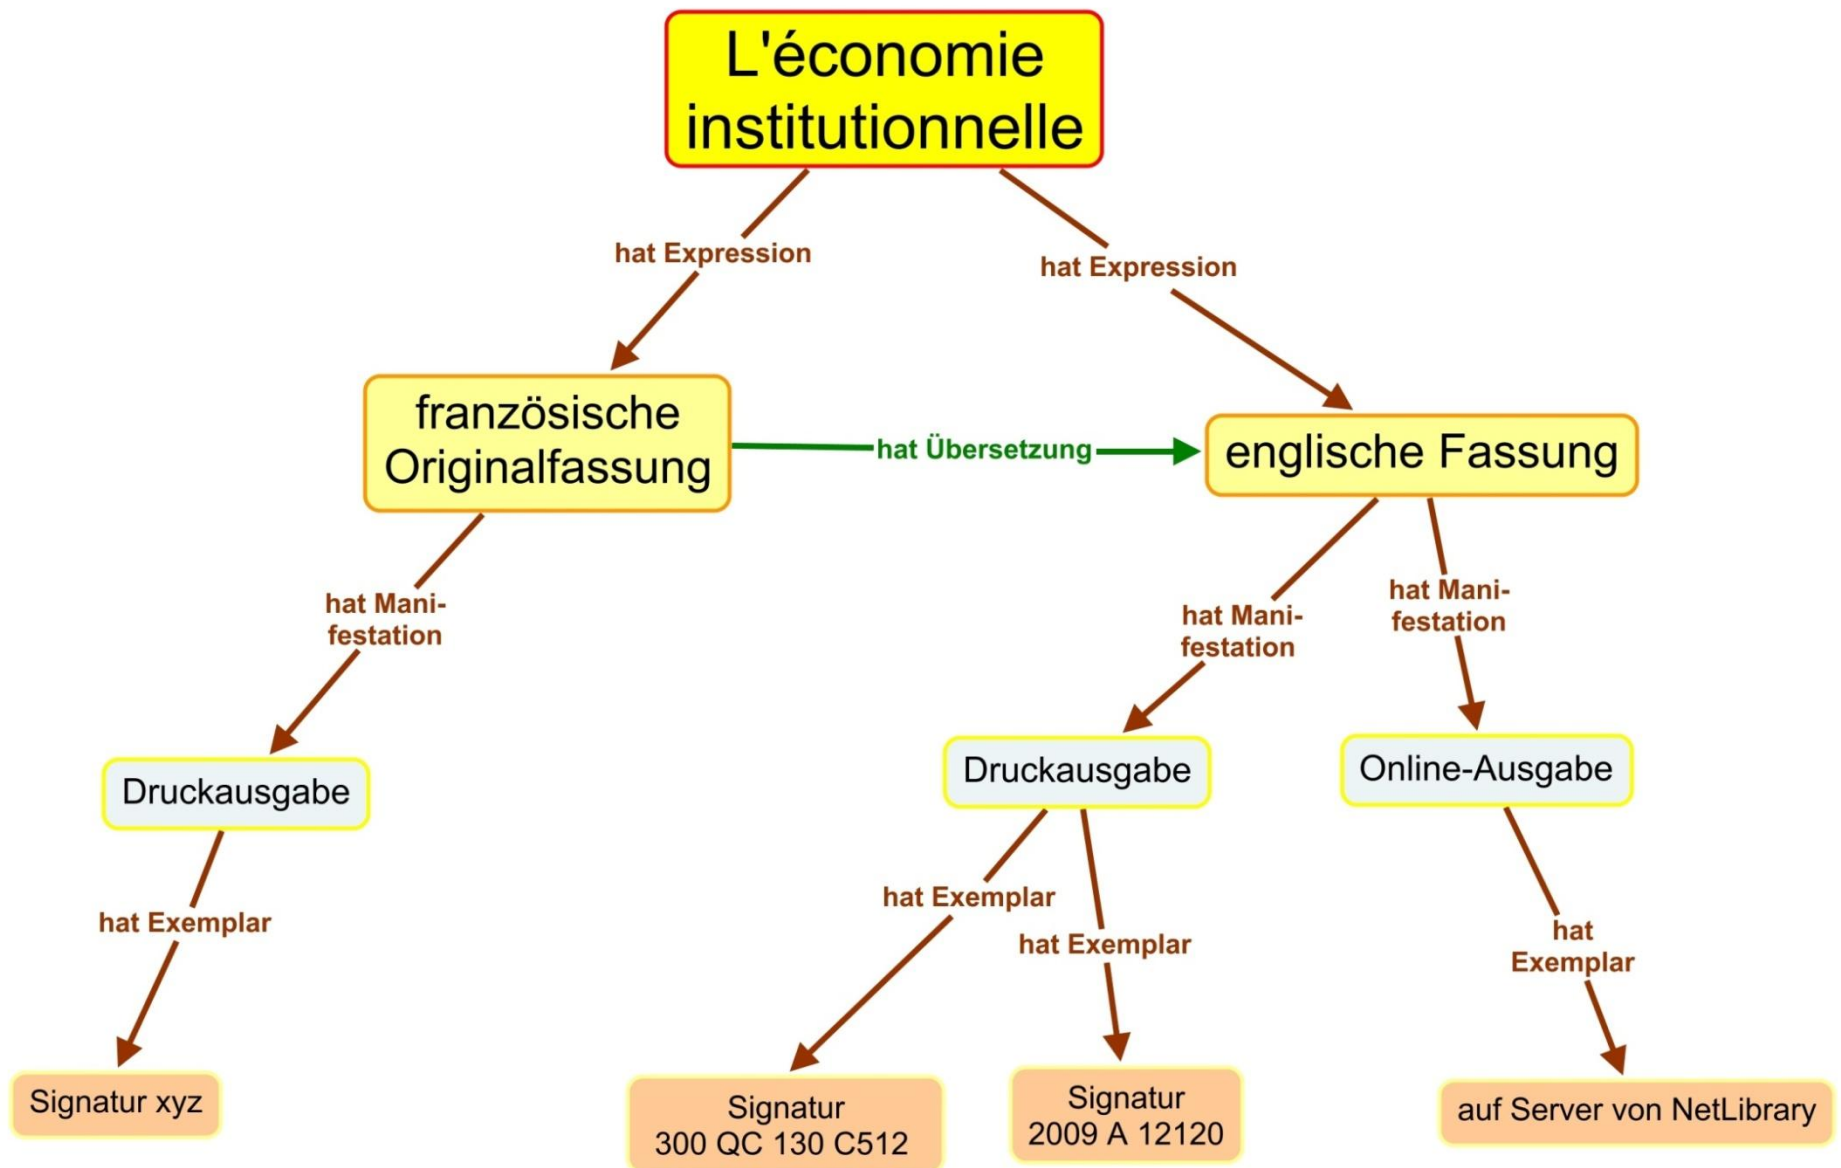 L'économie
institutionnelle
hat Expression
hat Expression
französische
Originalfassung
hat Übersetzung
englische Fassung
hat Mani-
festation
hat Mani-
festation
hat Mani-
festation
Druckausgabe
Druckausgabe
Online-Ausgabe
hat Exemplar
hat Exemplar
hat Exemplar
hat
Exemplar
Signatur xyz
Signatur
300 QC 130 C512
Signatur
2009 A 12120
auf Server von NetLibrary